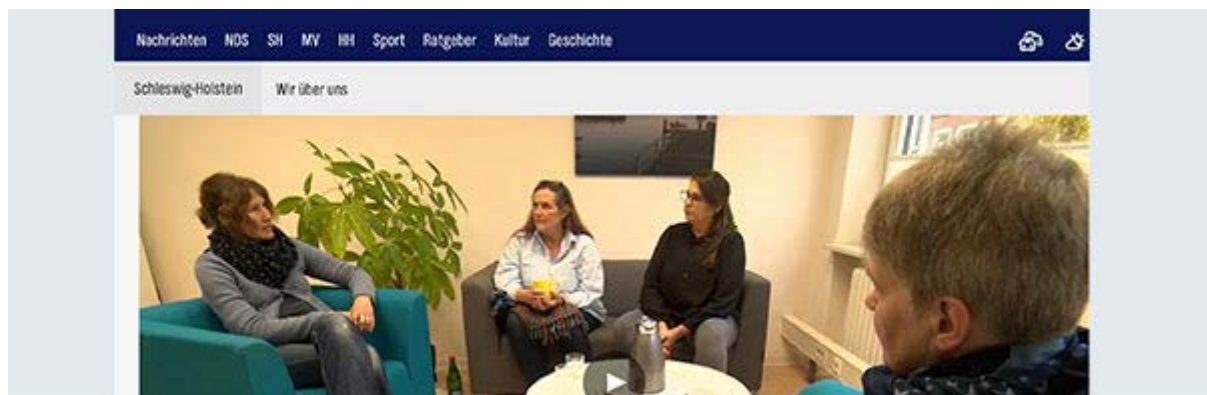 Nachrichten NDS SH MV HH Sport Ratgeber Kultur Geschichte
Schleswig-Holstein Wir über uns